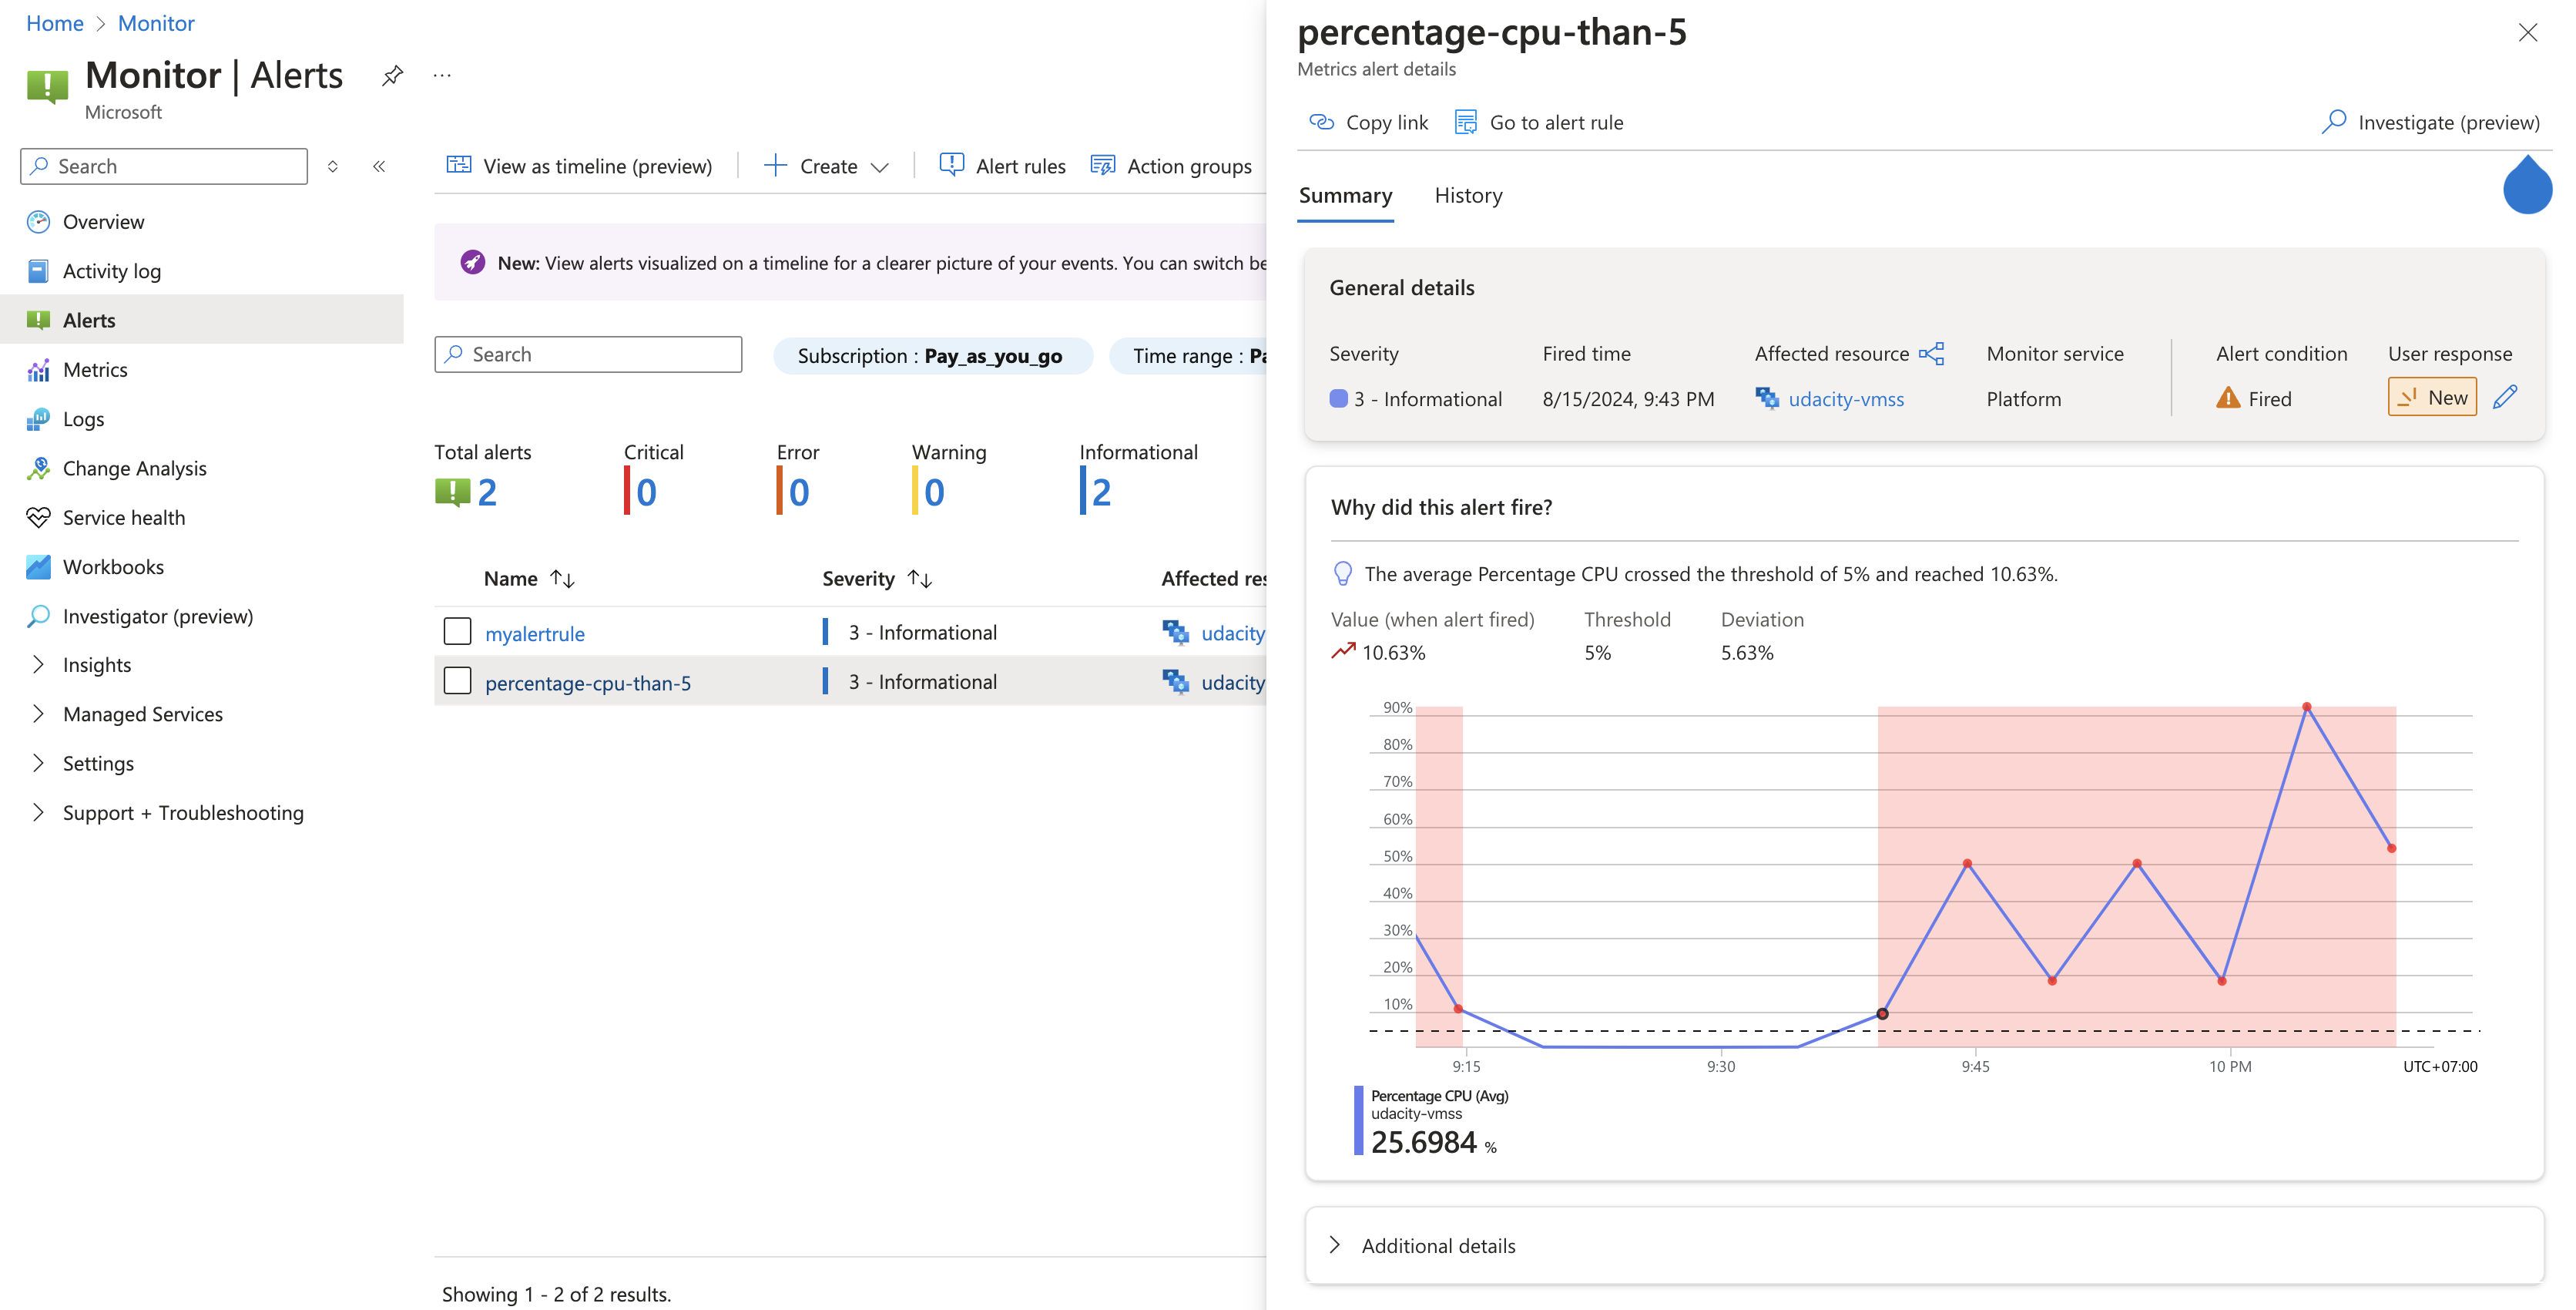 Home > Monitor
Monitor | Alerts
...
Microsoft
Search
Overview
Activity log
Alerts
Metrics
Logs
Change Analysis
Service health
Workbooks
Investigator (preview)
Insights
Managed Services
Settings
Support + Troubleshooting
View as timeline (preview)
Create
Alert rules
Action groups
New: View alerts visualized on a timeline for a clearer picture of your events. You can switch be
Search
Subscription : Pay_as_you_go
Time range : Pa
Total alerts
2
Critical
0
Error
0
Warning
0
Informational
2
Name
Severity
Affected res
myalertrule
3 - Informational
udacity
percentage-cpu-than-5
3 - Informational
udacity
Showing 1 - 2 of 2 results.
percentage-cpu-than-5
Metrics alert details
Copy link
Go to alert rule
Investigate (preview)
Summary
History
General details
Severity
3 - Informational
Fired time
8/15/2024, 9:43 PM
Affected resource
udacity-vmss
Monitor service
Platform
Alert condition
Fired
User response
New
Why did this alert fire?
The average Percentage CPU crossed the threshold of 5% and reached 10.63%.
Value (when alert fired)
10.63%
Threshold
5%
Deviation
5.63%
90%
80%
70%
60%
50%
40%
30%
20%
10%
9:15
9:30
9:45
10 PM
UTC+07:00
Percentage CPU (Avg)
udacity-vmss
25.6984 %
Additional details